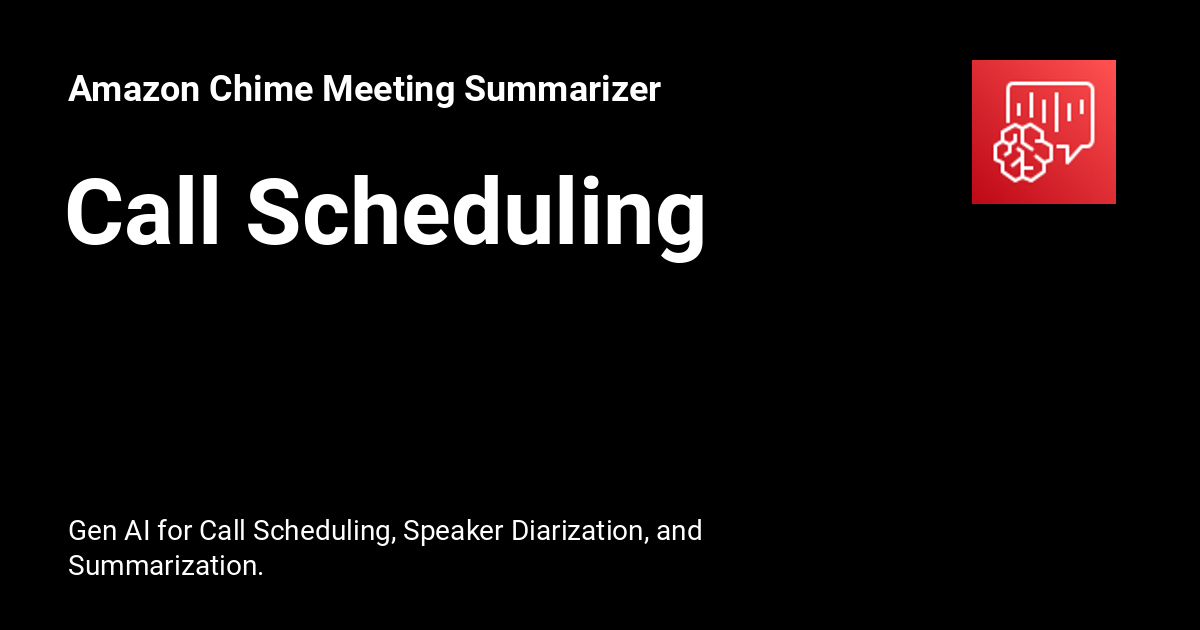 Amazon Chime Meeting Summarizer
Call Scheduling
Gen AI for Call Scheduling, Speaker Diarization, and
Summarization.